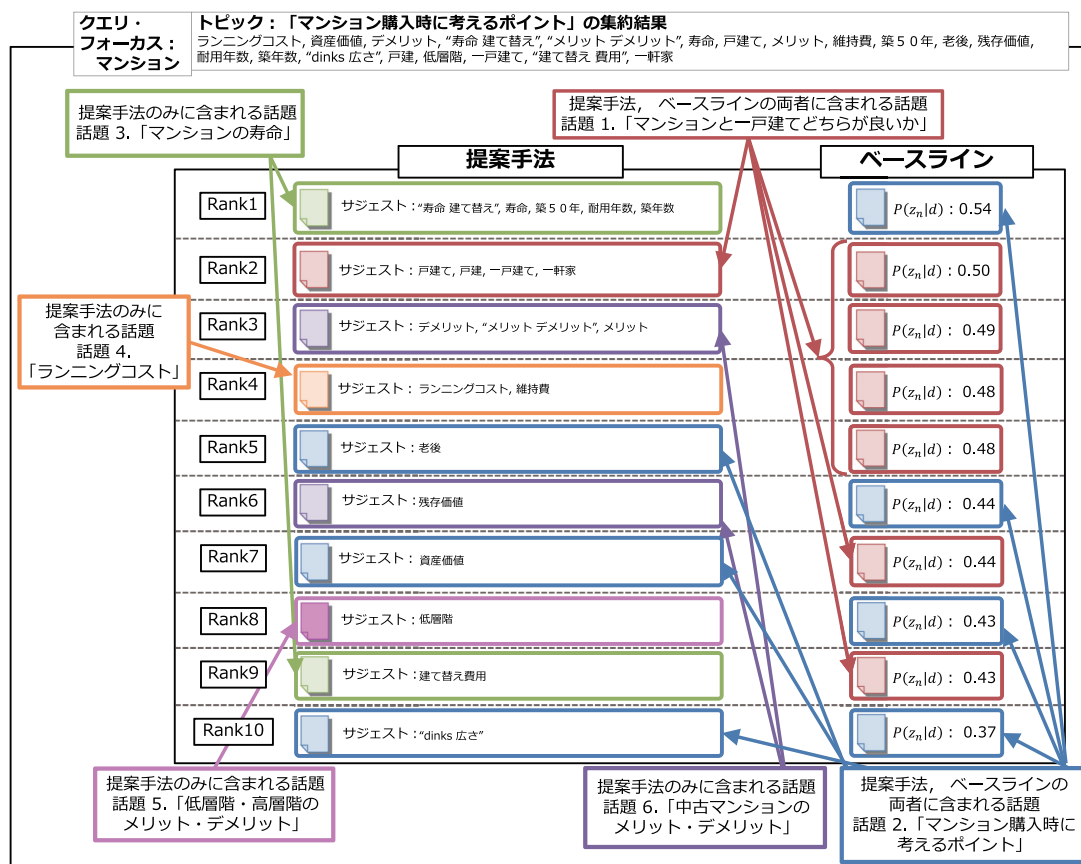 クエリ・
フォーカス：
マンション
トピック：「マンション購入時に考えるポイント」の集約結果
ランニングコスト, 資産価値, デメリット, “寿命 建て替え”, “メリット デメリット”, 寿命, 戸建て, メリット, 維持費, 築５０年, 老後, 残存価値,
耐用年数, 築年数, “dinks 広さ”, 戸建, 低層階, 一戸建て, “建て替え 費用”, 一軒家
提案手法のみに含まれる話題
話題 3.「マンションの寿命」
提案手法， ベースラインの両者に含まれる話題
話題 1.「マンションと一戸建てどちらが良いか」
提案手法
ベースライン
Rank1
サジェスト：“寿命 建て替え”, 寿命, 築５０年, 耐用年数, 築年数
P(z_n|d)：0.54
Rank2
サジェスト：戸建て, 戸建, 一戸建て, 一軒家
P(z_n|d)：0.50
提案手法のみに
含まれる話題
話題 4.
「ランニングコスト」
Rank3
サジェスト：デメリット, “メリット デメリット”, メリット
P(z_n|d)：0.49
Rank4
サジェスト：ランニングコスト, 維持費
P(z_n|d)：0.48
Rank5
サジェスト：老後
P(z_n|d)：0.48
Rank6
サジェスト：残存価値
P(z_n|d)：0.44
Rank7
サジェスト：資産価値
P(z_n|d)：0.44
Rank8
サジェスト：低層階
P(z_n|d)：0.43
Rank9
サジェスト：建て替え費用
P(z_n|d)：0.43
Rank10
サジェスト：“dinks 広さ”
P(z_n|d)：0.37
提案手法のみに含まれる話題
話題 5.「低層階・高層階の
メリット・デメリット」
提案手法のみに含まれる話題
話題 6.「中古マンションの
メリット・デメリット」
提案手法， ベースラインの
両者に含まれる話題
話題 2.「マンション購入時に
考えるポイント」